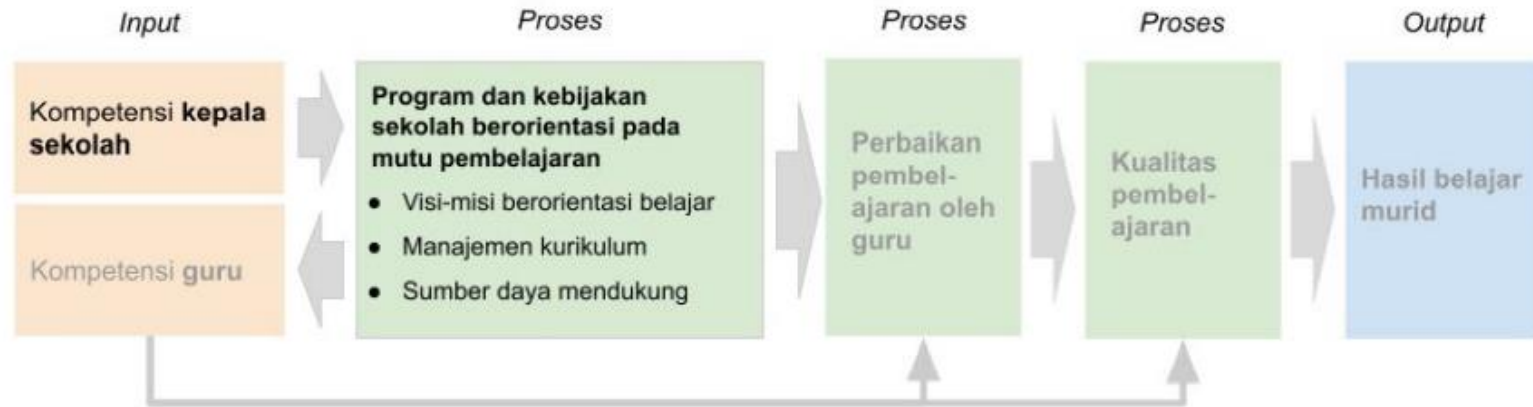 Input
Proses
Proses
Proses
Output
Kompetensi kepala
sekolah
Kompetensi guru
Program dan kebijakan
sekolah berorientasi pada
mutu pembelajaran
● Visi-misi berorientasi belajar
● Manajemen kurikulum
● Sumber daya mendukung
Perbaikan
pembel-
ajaran oleh
guru
Kualitas
pembel-
ajaran
Hasil belajar
murid